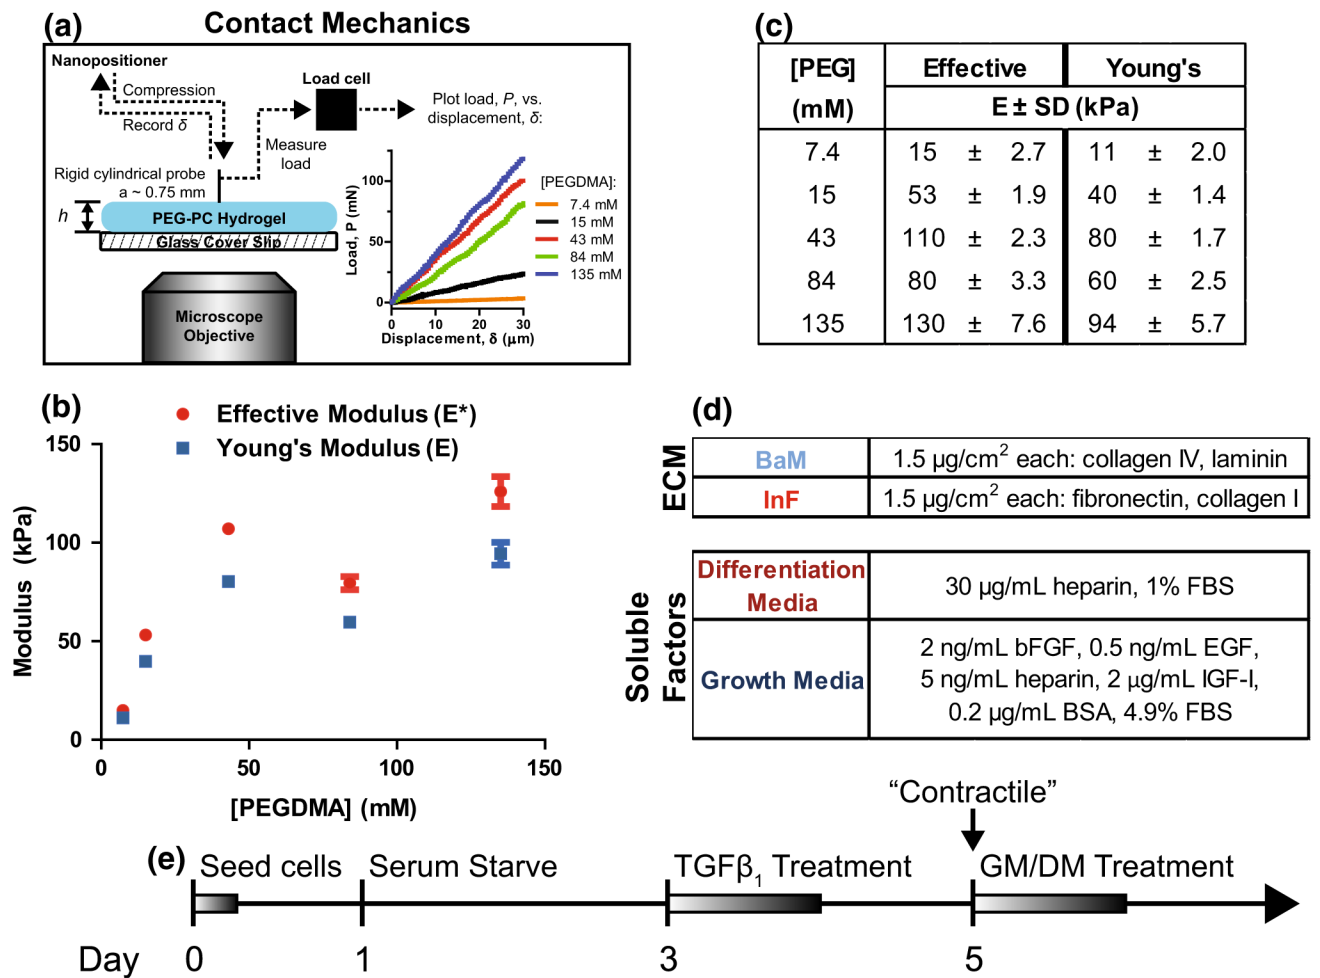 (a)
Contact Mechanics
Nanopositioner
Compression
Record δ
Load cell
Measure
load
Plot load, P, vs.
displacement, δ:
Rigid cylindrical probe
a ~ 0.75 mm
h
PEG-PC Hydrogel
Glass Cover Slip
Microscope
Objective
Load, P (mN)
100
50
0
0 10 20 30
Displacement, δ (μm)
[PEGDMA]:
7.4 mM
15 mM
43 mM
84 mM
135 mM
(c)
[PEG] Effective Young's
(mM) E ± SD (kPa)
7.4 15 ± 2.7 11 ± 2.0
15 53 ± 1.9 40 ± 1.4
43 110 ± 2.3 80 ± 1.7
84 80 ± 3.3 60 ± 2.5
135 130 ± 7.6 94 ± 5.7
(b)
Effective Modulus (E*)
Young's Modulus (E)
Modulus (kPa)
150
100
50
0
0 50 100 150
[PEGDMA] (mM)
(d)
ECM
BaM 1.5 μg/cm² each: collagen IV, laminin
InF 1.5 μg/cm² each: fibronectin, collagen I
Soluble
Factors
Differentiation
Media
30 μg/mL heparin, 1% FBS
Growth Media
2 ng/mL bFGF, 0.5 ng/mL EGF,
5 ng/mL heparin, 2 μg/mL IGF-I,
0.2 μg/mL BSA, 4.9% FBS
(e)
“Contractile”
Seed cells Serum Starve TGFβ₁ Treatment GM/DM Treatment
Day 0 1 3 5